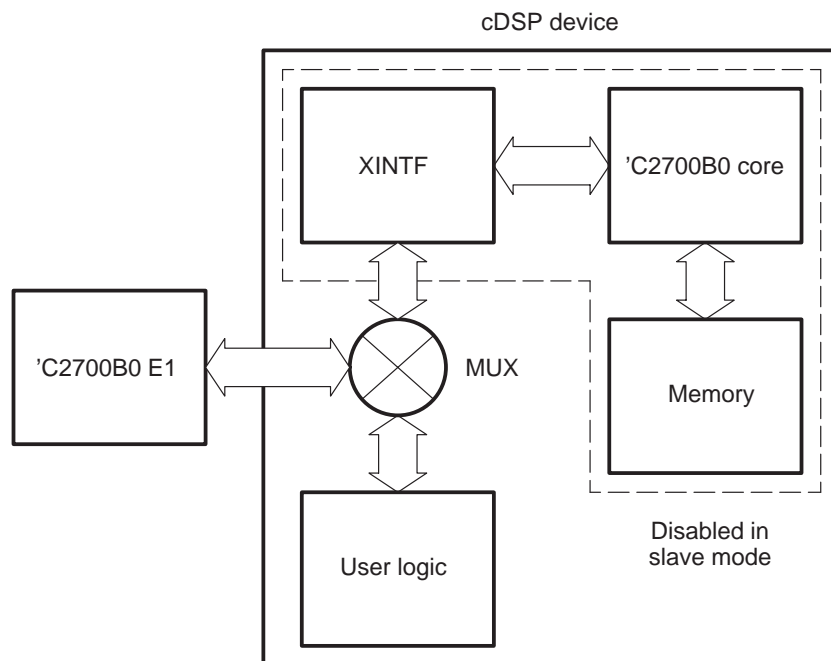 cDSP device
XINTF
’C2700B0 core
’C2700B0 E1
MUX
Memory
User logic
Disabled in
slave mode